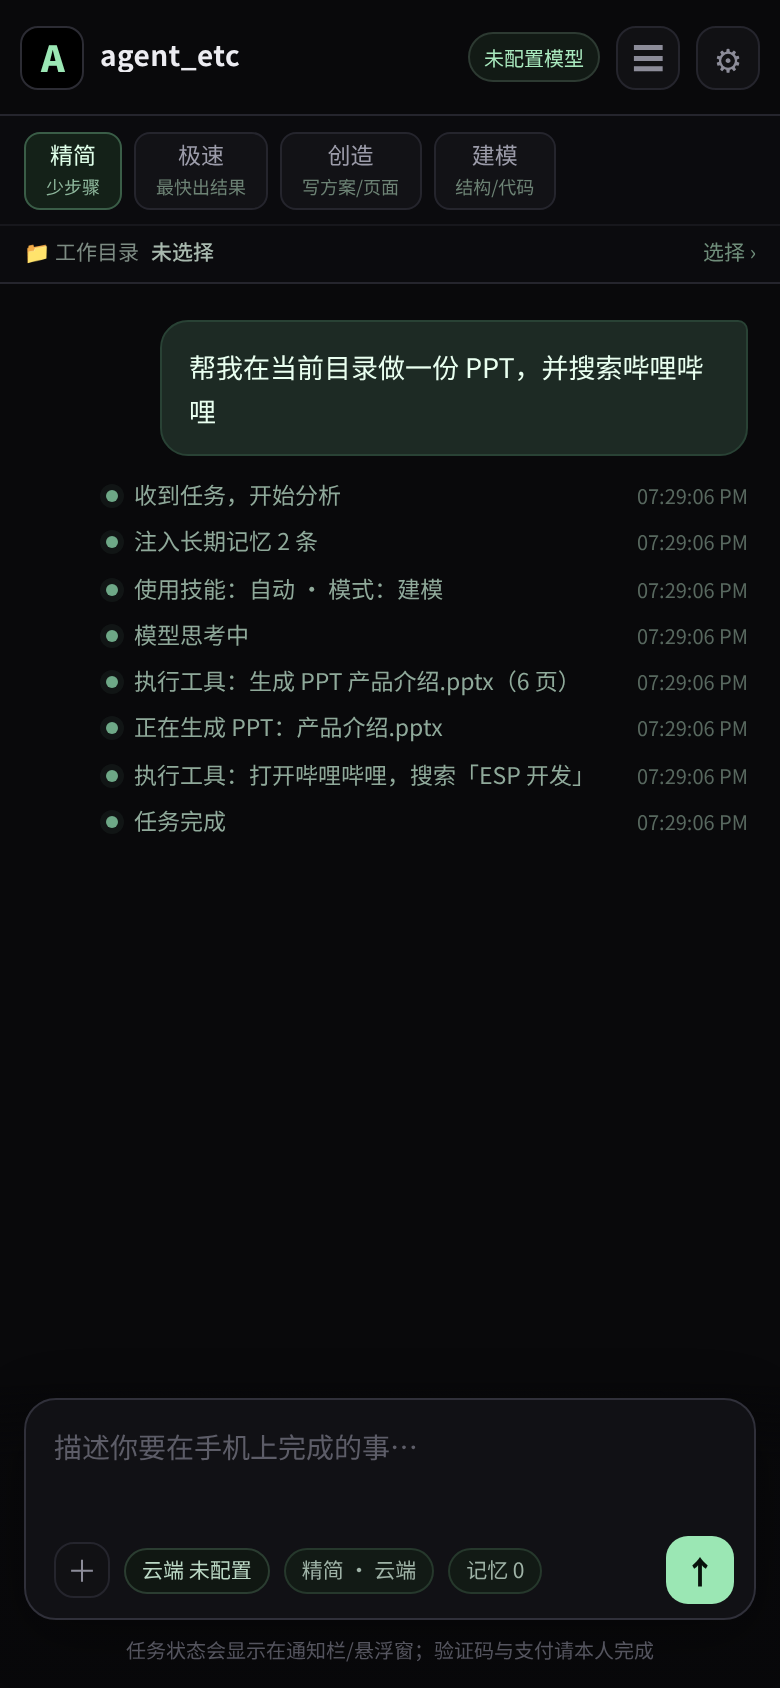 A agent_etc 未配置模型 ☰ ⚙
精简 极速 创造 建模
少步骤 最快出结果 写方案/页面 结构/代码
📁 工作目录 未选择 选择 ›
帮我在当前目录做一份 PPT，并搜索哔哩哔
哩
收到任务，开始分析 07:29:06 PM
注入长期记忆 2 条 07:29:06 PM
使用技能：自动 · 模式：建模 07:29:06 PM
模型思考中 07:29:06 PM
执行工具：生成 PPT 产品介绍.pptx（6 页） 07:29:06 PM
正在生成 PPT：产品介绍.pptx 07:29:06 PM
执行工具：打开哔哩哔哩，搜索「ESP 开发」 07:29:06 PM
任务完成 07:29:06 PM
描述你要在手机上完成的事…
＋ 云端 未配置 精简 · 云端 记忆 0 ↑
任务状态会显示在通知栏/悬浮窗；验证码与支付请本人完成